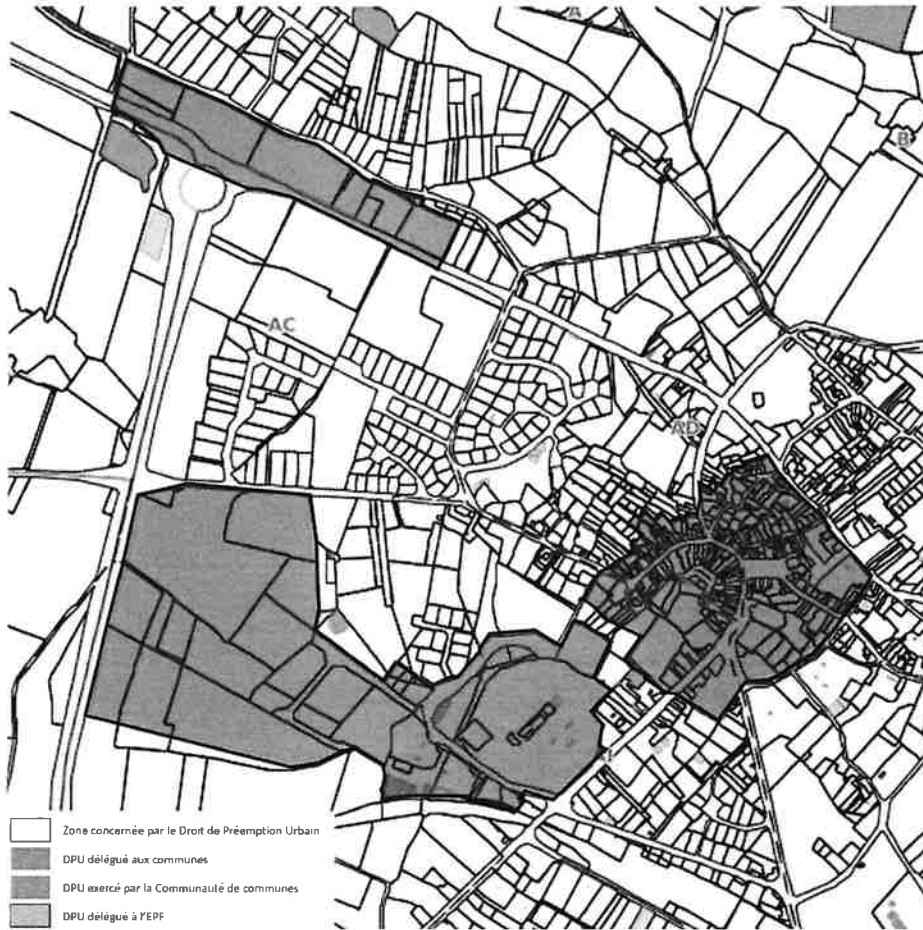 A
B
AC
AD
Zone concernée par le Droit de Préemption Urbain
DPU délégué aux communes
DPU exercé par la Communauté de communes
DPU délégué à l'EPF